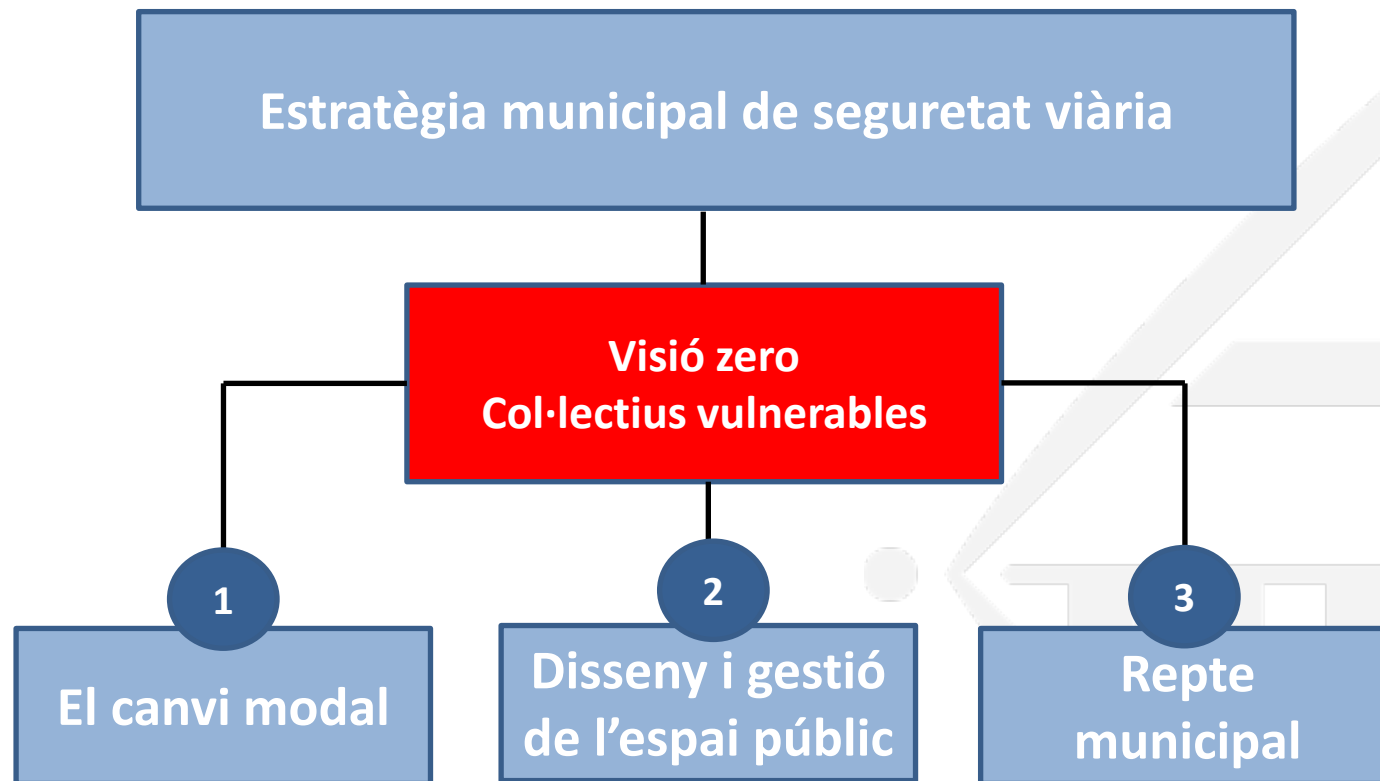 Estratègia municipal de seguretat viària
Visió zero
Col·lectius vulnerables
1
2
3
El canvi modal
Disseny i gestió
de l’espai públic
Repte
municipal